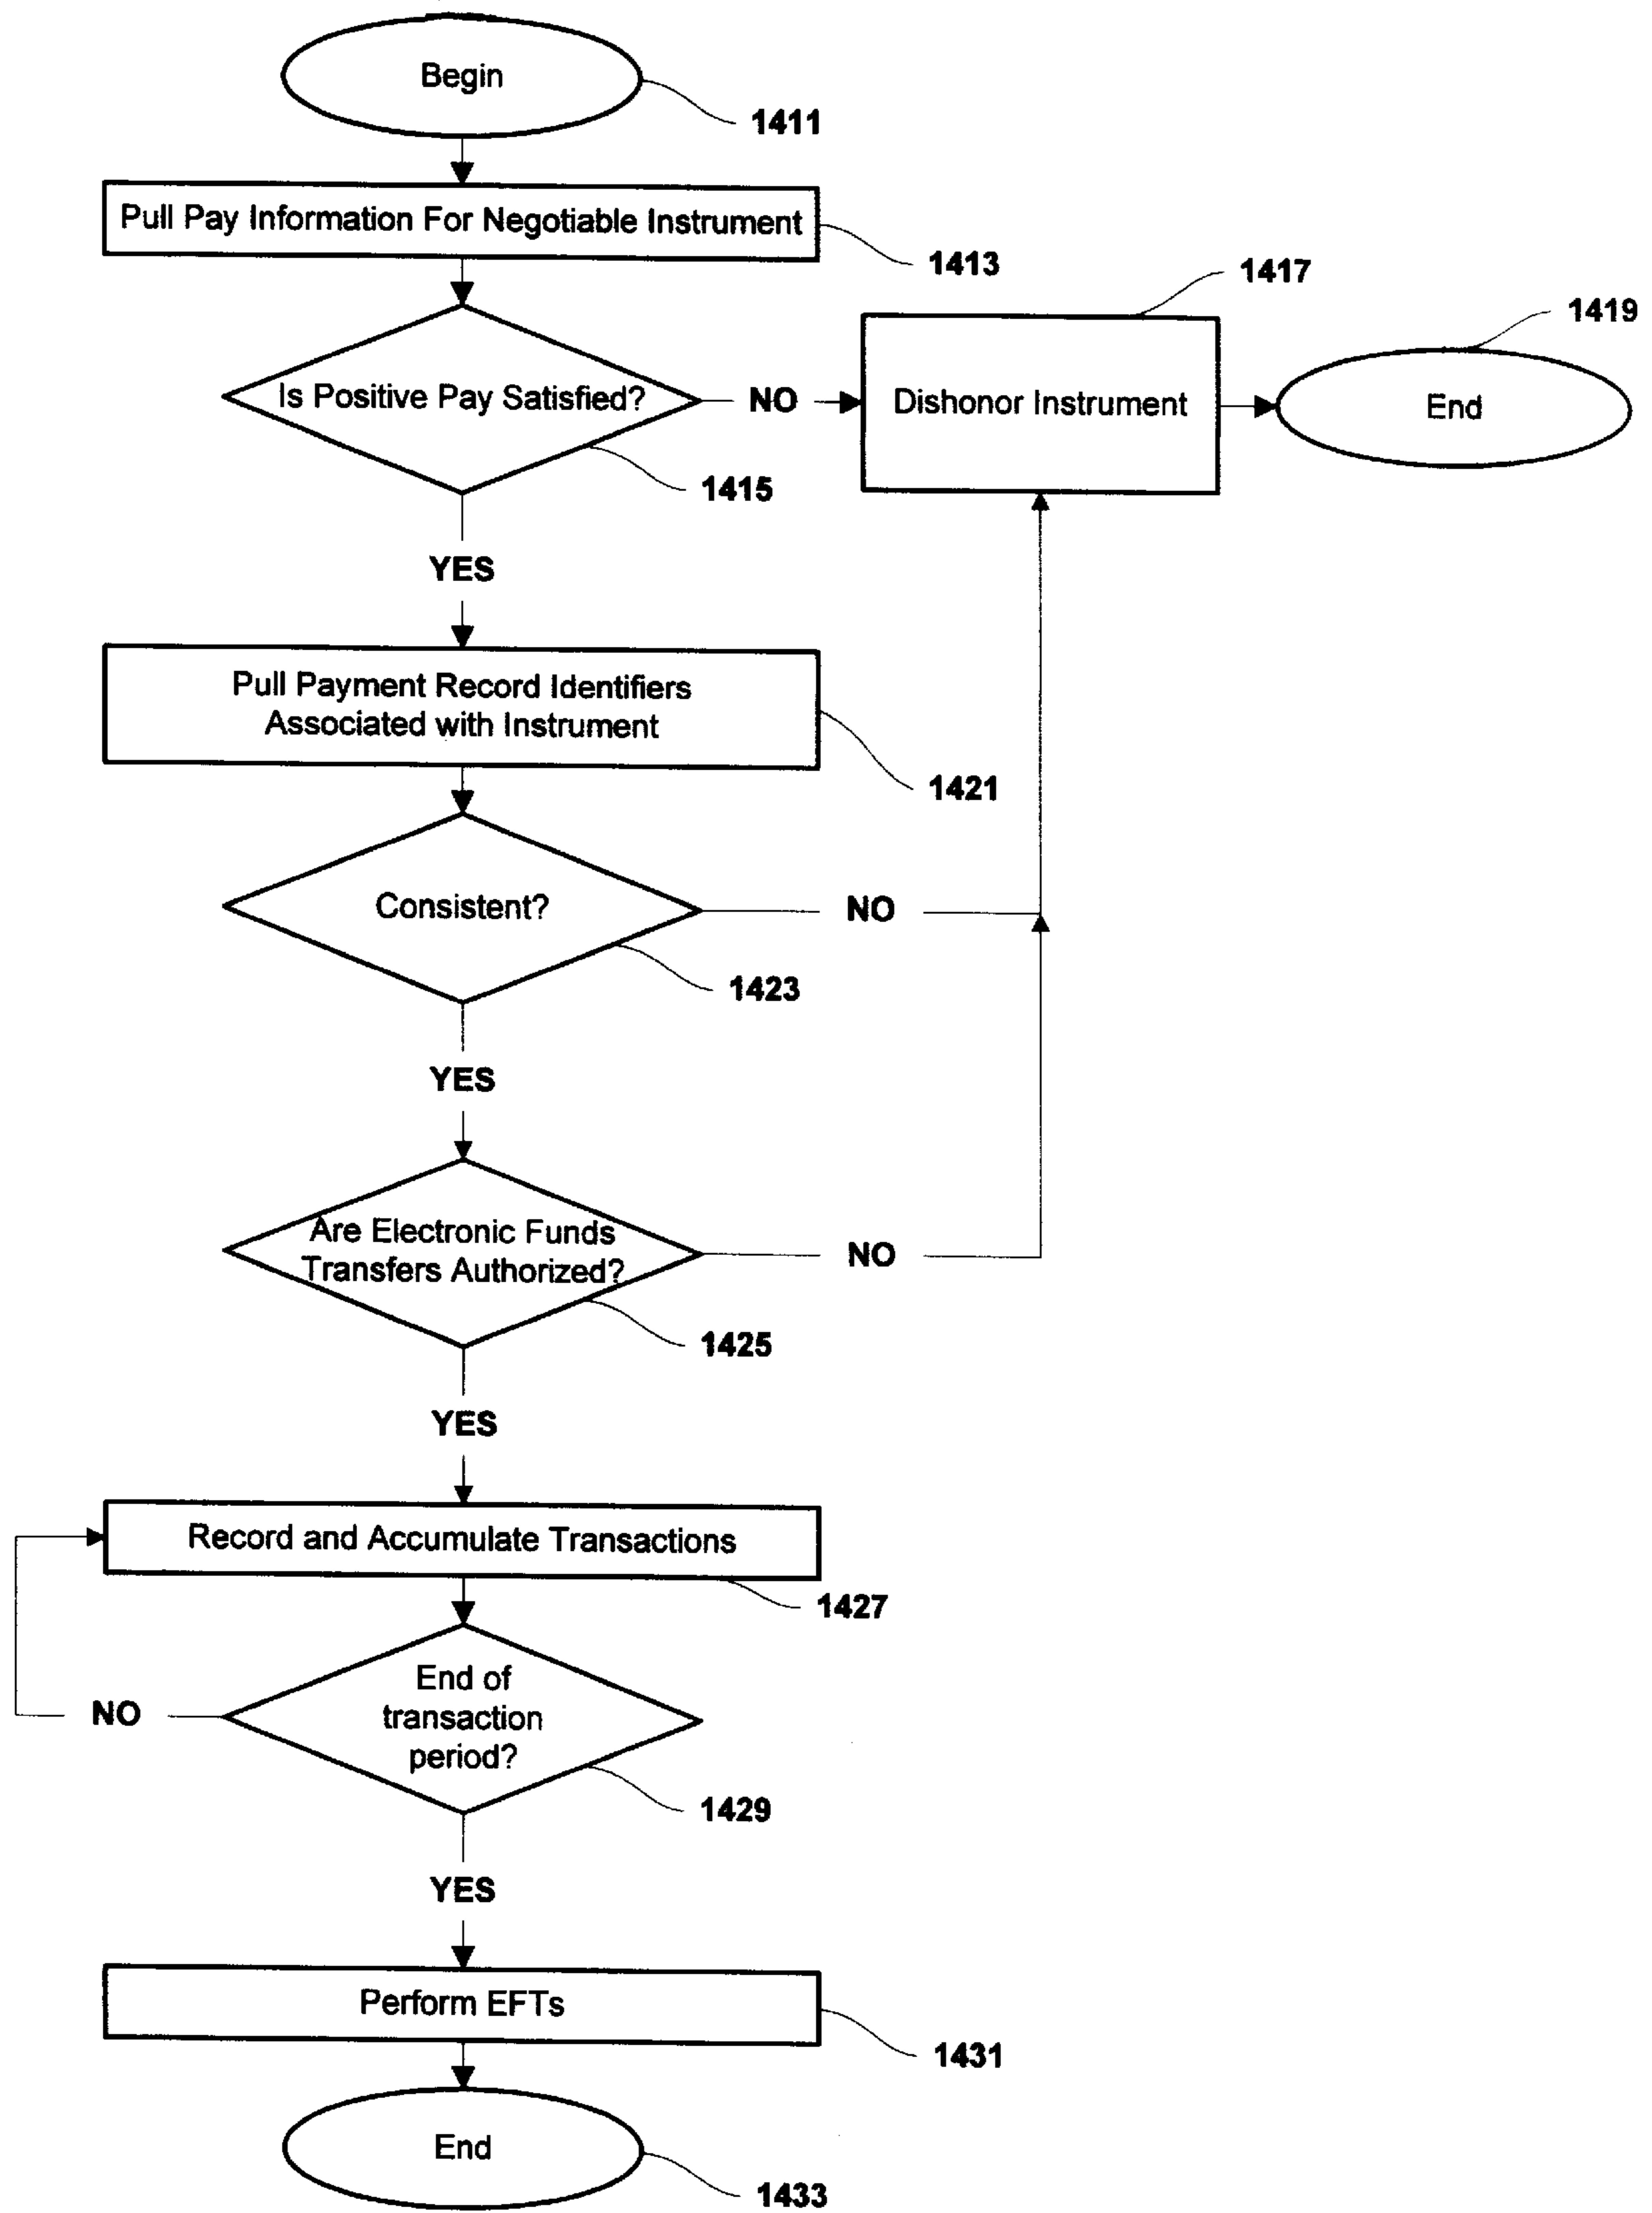 Begin
1411
Pull Pay Information For Negotiable Instrument
1413
1417
1419
Is Positive Pay Satisfied?
NO
Dishonor Instrument
End
1415
YES
Pull Payment Record Identifiers
Associated with Instrument
1421
Consistent?
NO
1423
YES
Are Electronic Funds
Transfers Authorized?
NO
1425
YES
Record and Accumulate Transactions
1427
End of
transaction
period?
NO
1429
YES
Perform EFTs
1431
End
1433